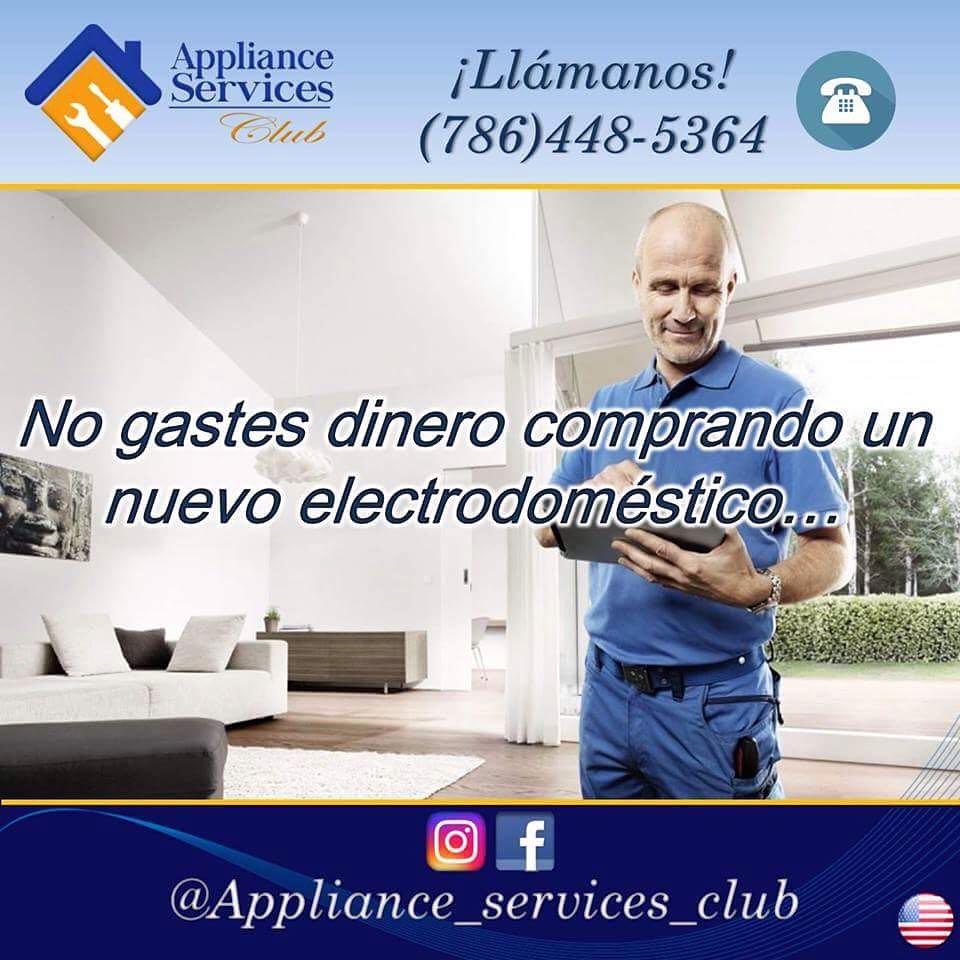 Appliance
Services
Club
¡Llámanos!
(786)448-5364
No gastes dinero comprando un
nuevo electrodoméstico...
@Appliance_services_club